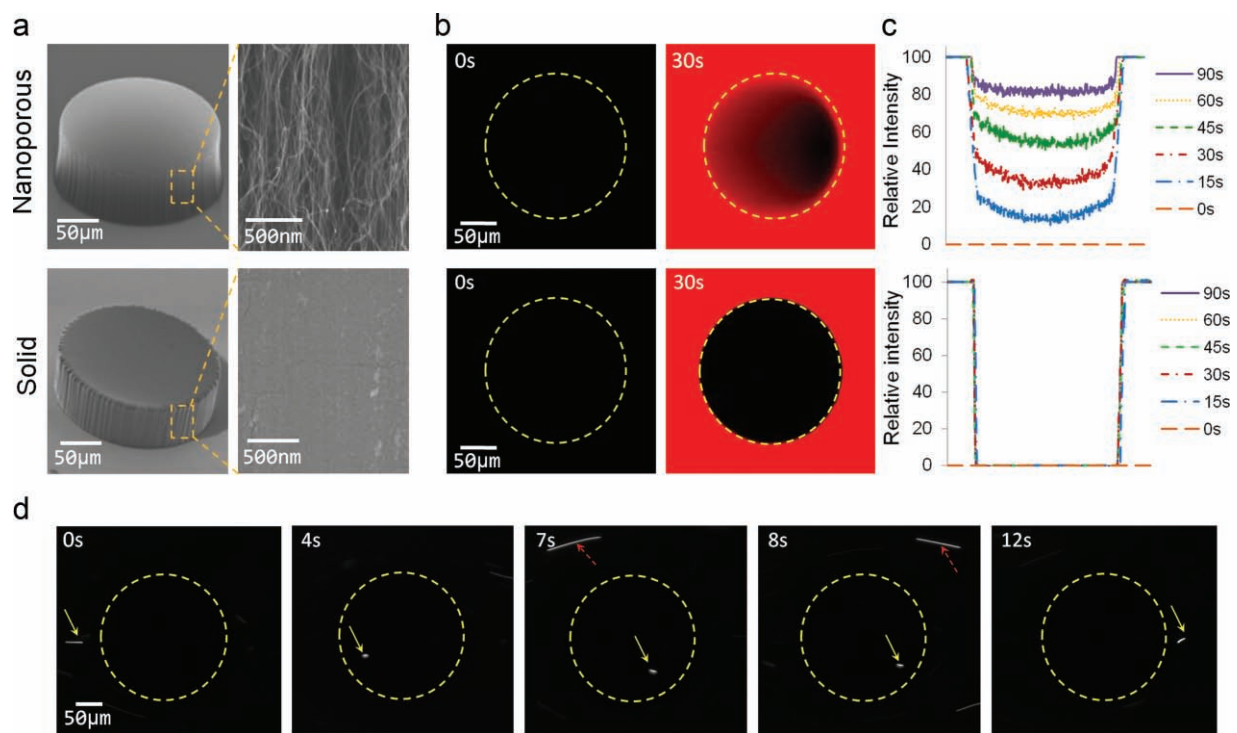 a
b
c
Nanoporous
50µm
500nm
0s
50µm
30s
Relative Intensity
100
80
60
40
20
0
90s
60s
45s
30s
15s
0s
Solid
50µm
500nm
0s
50µm
30s
Relative intensity
100
80
60
40
20
0
90s
60s
45s
30s
15s
0s
d
0s
50µm
4s
7s
8s
12s